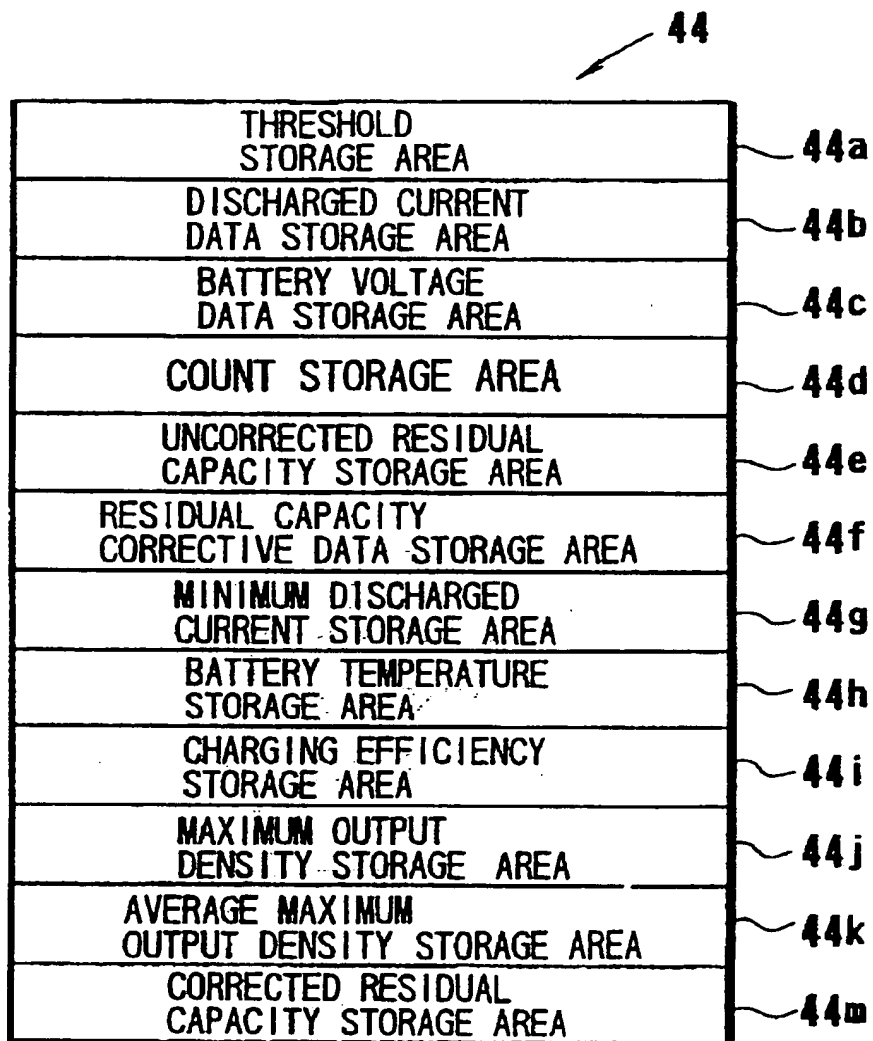 44
THRESHOLD
STORAGE AREA
44a
DISCHARGED CURRENT
DATA STORAGE AREA
44b
BATTERY VOLTAGE
DATA STORAGE AREA
44c
COUNT STORAGE AREA
44d
UNCORRECTED RESIDUAL
CAPACITY STORAGE AREA
44e
RESIDUAL CAPACITY
CORRECTIVE DATA STORAGE AREA
44f
MINIMUM DISCHARGED
CURRENT STORAGE AREA
44g
BATTERY TEMPERATURE
STORAGE AREA
44h
CHARGING EFFICIENCY
STORAGE AREA
44i
MAXIMUM OUTPUT
DENSITY STORAGE AREA
44j
AVERAGE MAXIMUM
OUTPUT DENSITY STORAGE AREA
44k
CORRECTED RESIDUAL
CAPACITY STORAGE AREA
44m